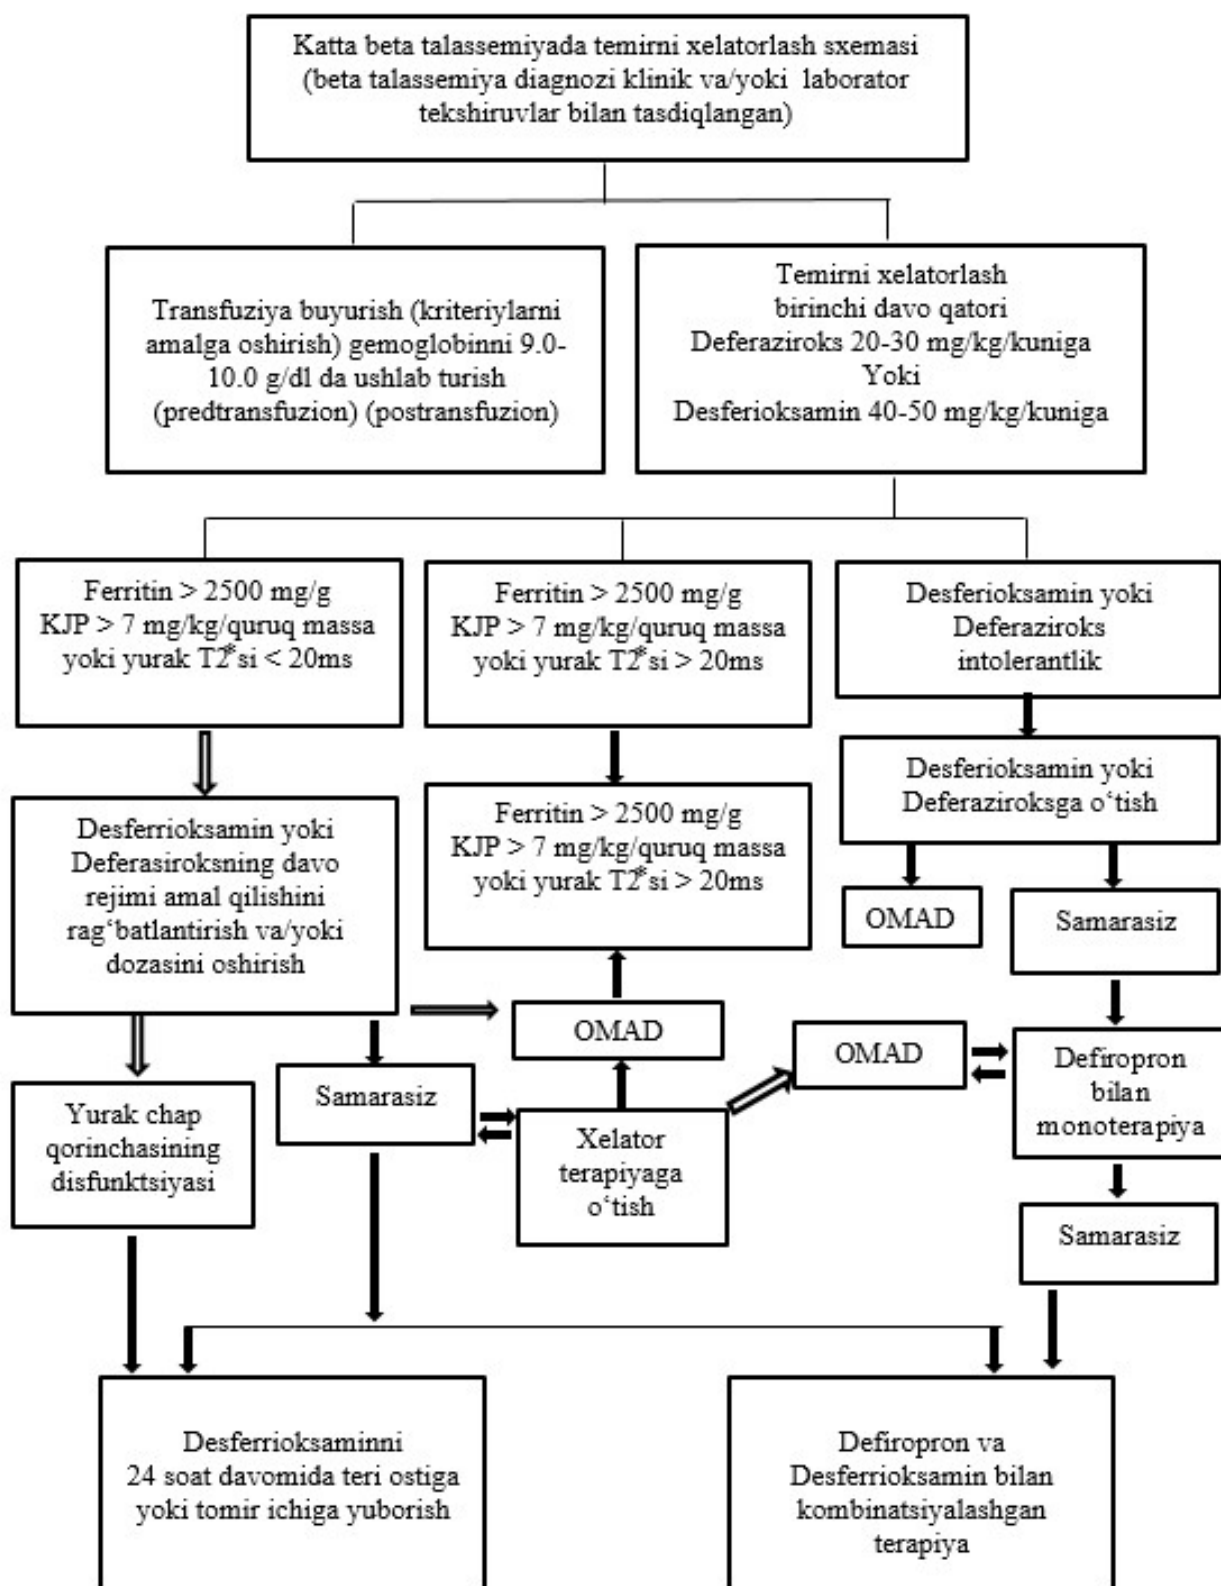 Katta beta talassemiyada temirni xelatorlash sxemasi
(beta talassemiya diagnozi klinik va/yoki laborator
tekshiruvlar bilan tasdiqlangan)
Transfuziya buyurish (kriteriylarni
amalga oshirish) gemoglobinni 9.0-
10.0 g/dl da ushlab turish
(predtransfuzion) (postransfuzion)
Temirni xelatorlash
birinchi davo qatori
Deferaziroks 20-30 mg/kg/kuniga
Yoki
Desferioksamin 40-50 mg/kg/kuniga
Ferritin > 2500 mg/g
KJP > 7 mg/kg/quruq massa
yoki yurak T2*si < 20ms
Ferritin > 2500 mg/g
KJP > 7 mg/kg/quruq massa
yoki yurak T2*si > 20ms
Desferioksamin yoki
Deferaziroks
intolerantlik
Desferrioksamin yoki
Deferasiroksning davo
rejimi amal qilishini
rag‘batlantirish va/yoki
dozasini oshirish
Ferritin > 2500 mg/g
KJP > 7 mg/kg/quruq massa
yoki yurak T2*si > 20ms
Desferioksamin yoki
Deferaziroksga o‘tish
OMAD
Samarasiz
OMAD
OMAD
Defiropron
bilan
monoterapiya
Samarasiz
Yurak chap
qorinchasining
disfunktsiyasi
Xelator
terapiyaga
o‘tish
Samarasiz
Desferrioksaminni
24 soat davomida teri ostiga
yoki tomir ichiga yuborish
Defiropron va
Desferrioksamin bilan
kombinatsiyalashgan
terapiya